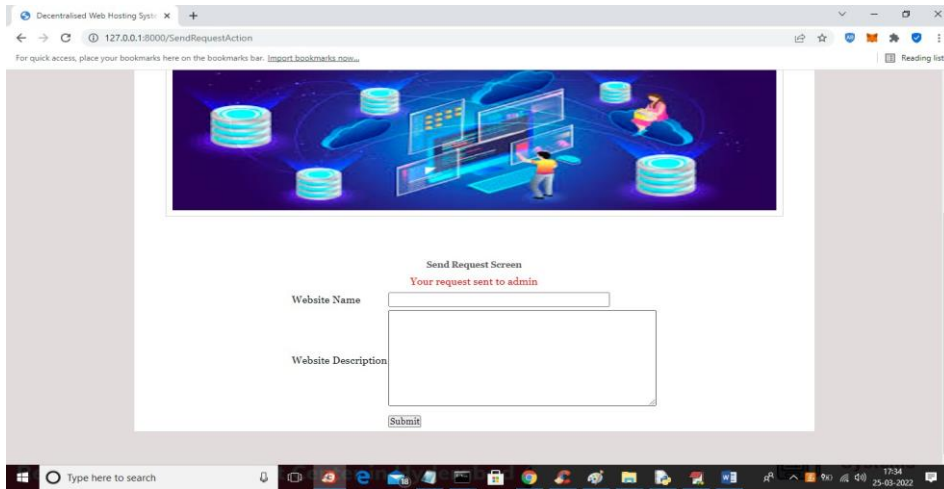 Decentralised Web Hosting Syste
127.0.0.1:8000/SendRequestAction
For quick access, place your bookmarks here on the bookmarks bar. Import bookmarks now...
Reading list
Send Request Screen
Your request sent to admin
Website Name
Website Description
Submit
Type here to search
17:34
25-03-2022